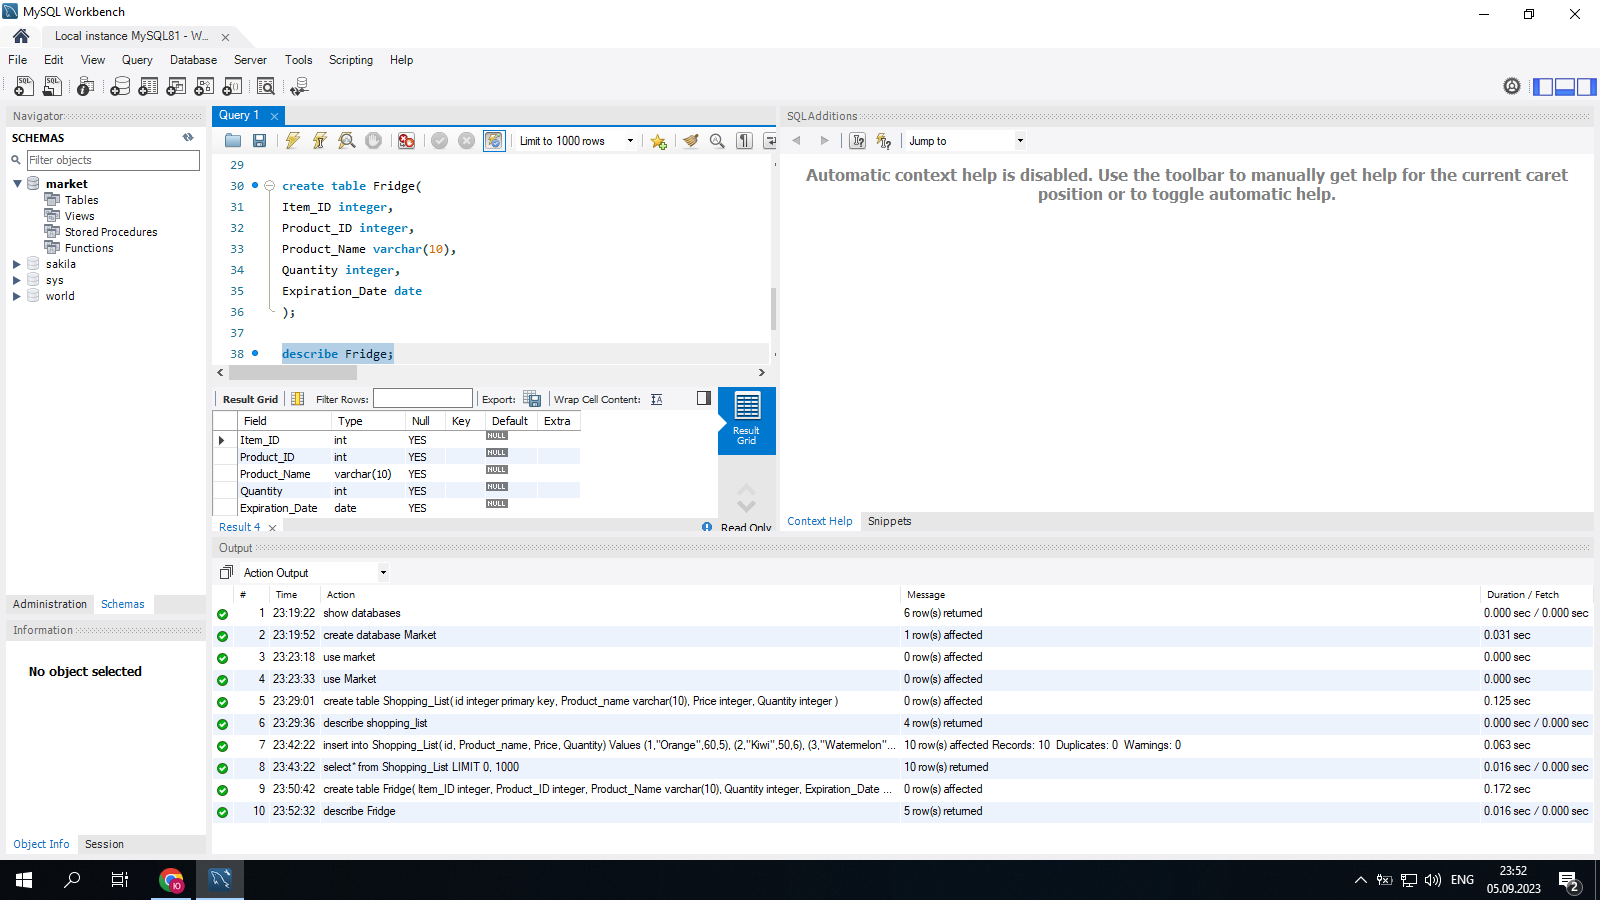 MySQL Workbench
Local instance MySQL81 - W...
File Edit View Query Database Server Tools Scripting Help
Navigator
SCHEMAS
Filter objects
market
Tables
Views
Stored Procedures
Functions
sakila
sys
world
Administration Schemas
Information
No object selected
Object Info Session
Query 1
Limit to 1000 rows
29
30 create table Fridge(
31 Item_ID integer,
32 Product_ID integer,
33 Product_Name varchar(10),
34 Quantity integer,
35 Expiration_Date date
36 );
37
38 describe Fridge;
Result Grid Filter Rows: Export: Wrap Cell Content:
Field Type Null Key Default Extra
Item_ID int YES NULL
Product_ID int YES NULL
Product_Name varchar(10) YES NULL
Quantity int YES NULL
Expiration_Date date YES NULL
Result Grid
Result 4 Read Only
SQLAdditions
Jump to
Automatic context help is disabled. Use the toolbar to manually get help for the current caret
position or to toggle automatic help.
Context Help Snippets
Output
Action Output
# Time Action Message Duration / Fetch
1 23:19:22 show databases 6 row(s) returned 0.000 sec / 0.000 sec
2 23:19:52 create database Market 1 row(s) affected 0.031 sec
3 23:23:18 use market 0 row(s) affected 0.000 sec
4 23:23:33 use Market 0 row(s) affected 0.000 sec
5 23:29:01 create table Shopping_List( id integer primary key, Product_name varchar(10), Price integer, Quantity integer ) 0 row(s) affected 0.125 sec
6 23:29:36 describe shopping_list 4 row(s) returned 0.000 sec / 0.000 sec
7 23:42:22 insert into Shopping_List( id, Product_name, Price, Quantity) Values (1,"Orange",60,5), (2,"Kiwi",50,6), (3,"Watermelon"... 10 row(s) affected Records: 10 Duplicates: 0 Warnings: 0 0.063 sec
8 23:43:22 select* from Shopping_List LIMIT 0, 1000 10 row(s) returned 0.016 sec / 0.000 sec
9 23:50:42 create table Fridge( Item_ID integer, Product_ID integer, Product_Name varchar(10), Quantity integer, Expiration_Date ... 0 row(s) affected 0.172 sec
10 23:52:32 describe Fridge 5 row(s) returned 0.016 sec / 0.000 sec
ENG
23:52
05.09.2023
2